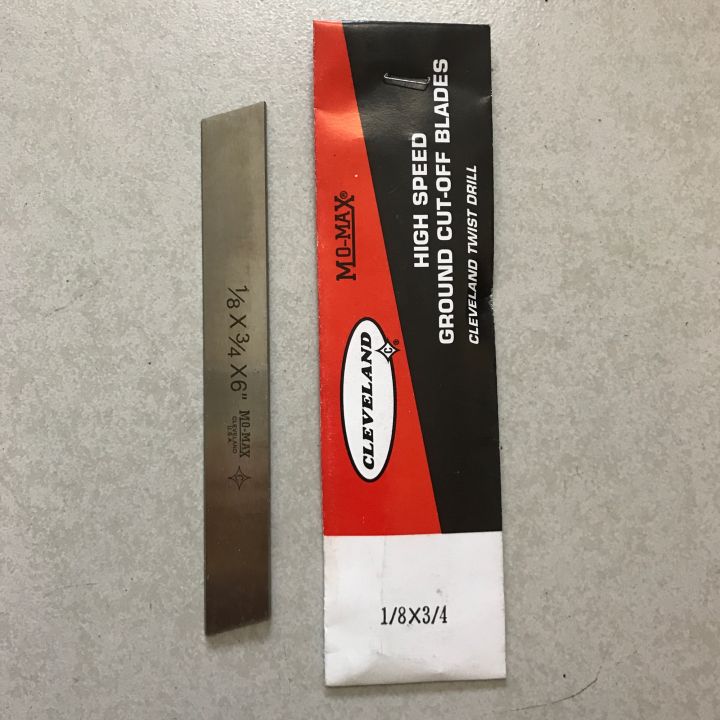 1/8 X 3/4 X 6"
MO-MAX
CLEVELAND
U.S.A.
C
MO-MAX®
CLEVELAND
C®
HIGH SPEED
GROUND CUT-OFF BLADES
CLEVELAND TWIST DRILL
1/8X3/4